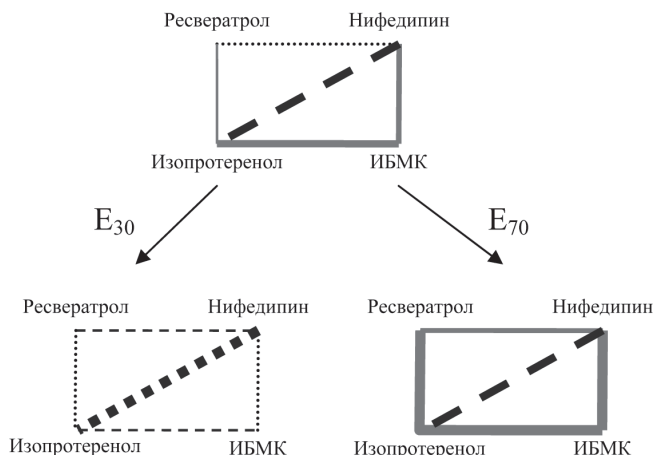 Ресвератрол Нифедипин
Изопротеренол ИБМК
E30 E70
Ресвератрол Нифедипин Ресвератрол Нифедипин
Изопротеренол ИБМК Изопротеренол ИБМК